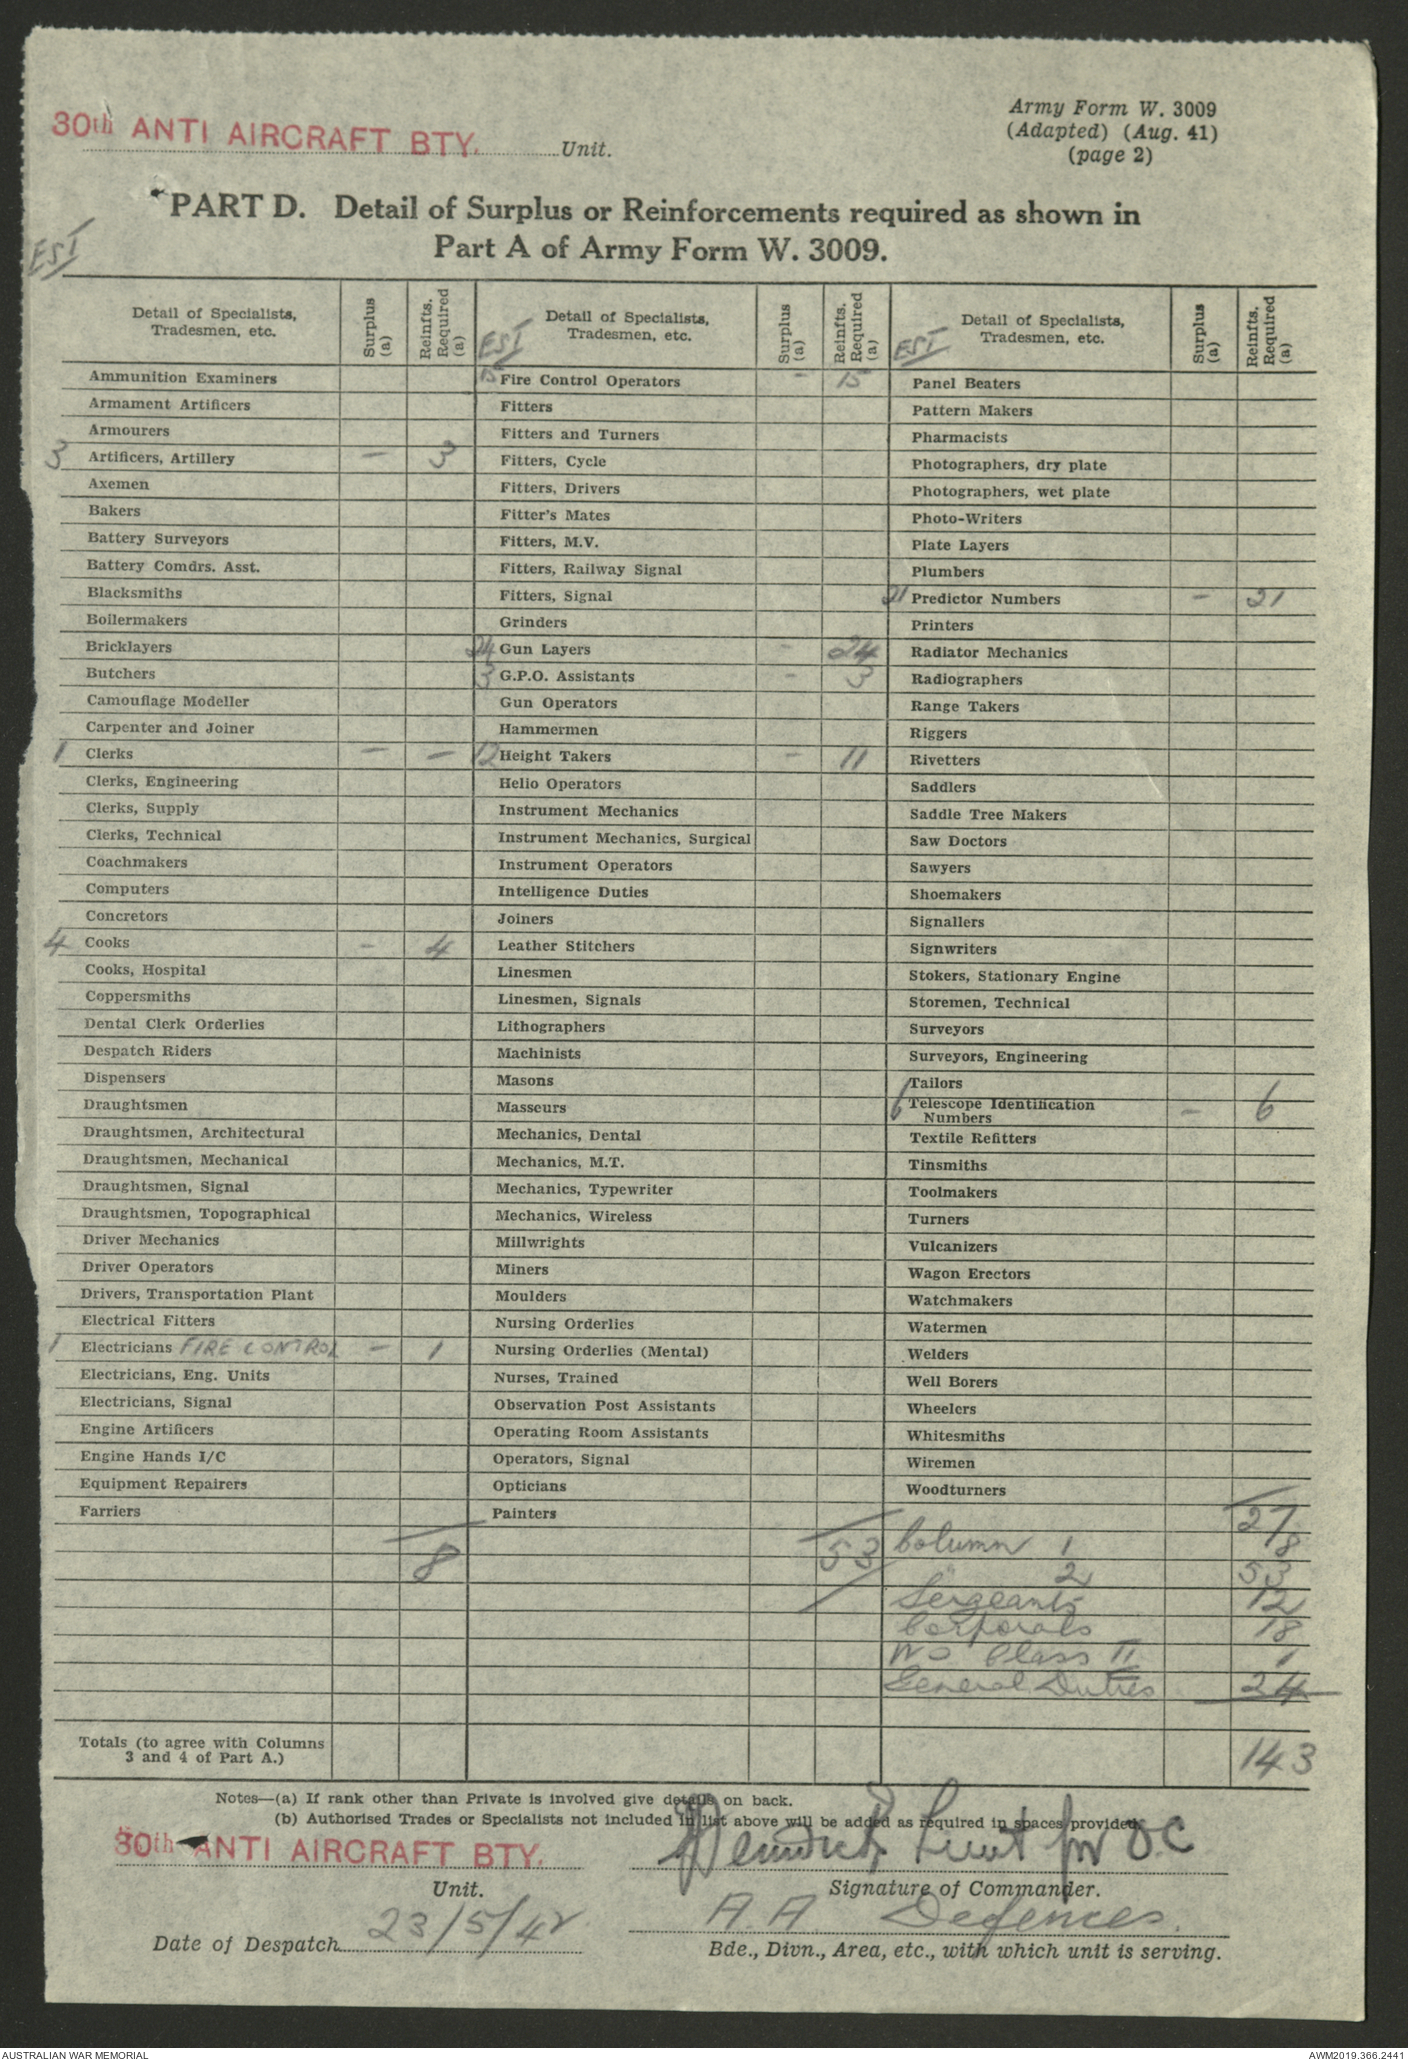 30th ANTI AIRCRAFT BTY. Unit.
Army Form W. 3009
(Adapted) (Aug. 41)
(page 2)
PART D. Detail of Surplus or Reinforcements required as shown in
Part A of Army Form W. 3009.
EST
Detail of Specialists, Tradesmen, etc. Surplus (a) Reinfts. Required (a) EST Detail of Specialists, Tradesmen, etc. Surplus (a) Reinfts. Required (a) EST Detail of Specialists, Tradesmen, etc. Surplus (a) Reinfts. Required (a)
Ammunition Examiners 15 Fire Control Operators - 15 Panel Beaters
Armament Artificers Fitters Pattern Makers
Armourers Fitters and Turners Pharmacists
3 Artificers, Artillery - 3 Fitters, Cycle Photographers, dry plate
Axemen Fitters, Drivers Photographers, wet plate
Bakers Fitter's Mates Photo-Writers
Battery Surveyors Fitters, M.V. Plate Layers
Battery Comdrs. Asst. Fitters, Railway Signal Plumbers
Blacksmiths Fitters, Signal 21 Predictor Numbers - 21
Boilermakers Grinders Printers
Bricklayers 24 Gun Layers - 24 Radiator Mechanics
Butchers 3 G.P.O. Assistants - 3 Radiographers
Camouflage Modeller Gun Operators Range Takers
Carpenter and Joiner Hammermen Riggers
1 Clerks - - 12 Height Takers - 11 Rivetters
Clerks, Engineering Helio Operators Saddlers
Clerks, Supply Instrument Mechanics Saddle Tree Makers
Clerks, Technical Instrument Mechanics, Surgical Saw Doctors
Coachmakers Instrument Operators Sawyers
Computers Intelligence Duties Shoemakers
Concretors Joiners Signallers
4 Cooks - 4 Leather Stitchers Signwriters
Cooks, Hospital Linesmen Stokers, Stationary Engine
Coppersmiths Linesmen, Signals Storemen, Technical
Dental Clerk Orderlies Lithographers Surveyors
Despatch Riders Machinists Surveyors, Engineering
Dispensers Masons Tailors
Draughtsmen Masseurs 6 Telescope Identification Numbers - 6
Draughtsmen, Architectural Mechanics, Dental Textile Refitters
Draughtsmen, Mechanical Mechanics, M.T. Tinsmiths
Draughtsmen, Signal Mechanics, Typewriter Toolmakers
Draughtsmen, Topographical Mechanics, Wireless Turners
Driver Mechanics Millwrights Vulcanizers
Driver Operators Miners Wagon Erectors
Drivers, Transportation Plant Moulders Watchmakers
Electrical Fitters Nursing Orderlies Watermen
1 Electricians FIRE CONTROL - 1 Nursing Orderlies (Mental) Welders
Electricians, Eng. Units Nurses, Trained Well Borers
Electricians, Signal Observation Post Assistants Wheelers
Engine Artificers Operating Room Assistants Whitesmiths
Engine Hands I/C Operators, Signal Wiremen
Equipment Repairers Opticians Woodturners
Farriers Painters 27
8 53 Column 1 8
2 53
Sergeants 12
Corporals 18
WO Class II 1
General Duties 24
Totals (to agree with Columns 3 and 4 of Part A.) 143
Notes—(a) If rank other than Private is involved give details on back.
(b) Authorised Trades or Specialists not included in list above will be added as required in spaces provided.
30th ANTI AIRCRAFT BTY.
Lieut for OC
Unit.
Signature of Commander.
Date of Despatch 23/5/42
A.A. Defences.
Bde., Divn., Area, etc., with which unit is serving.
AUSTRALIAN WAR MEMORIAL
AWM2019.366.2441